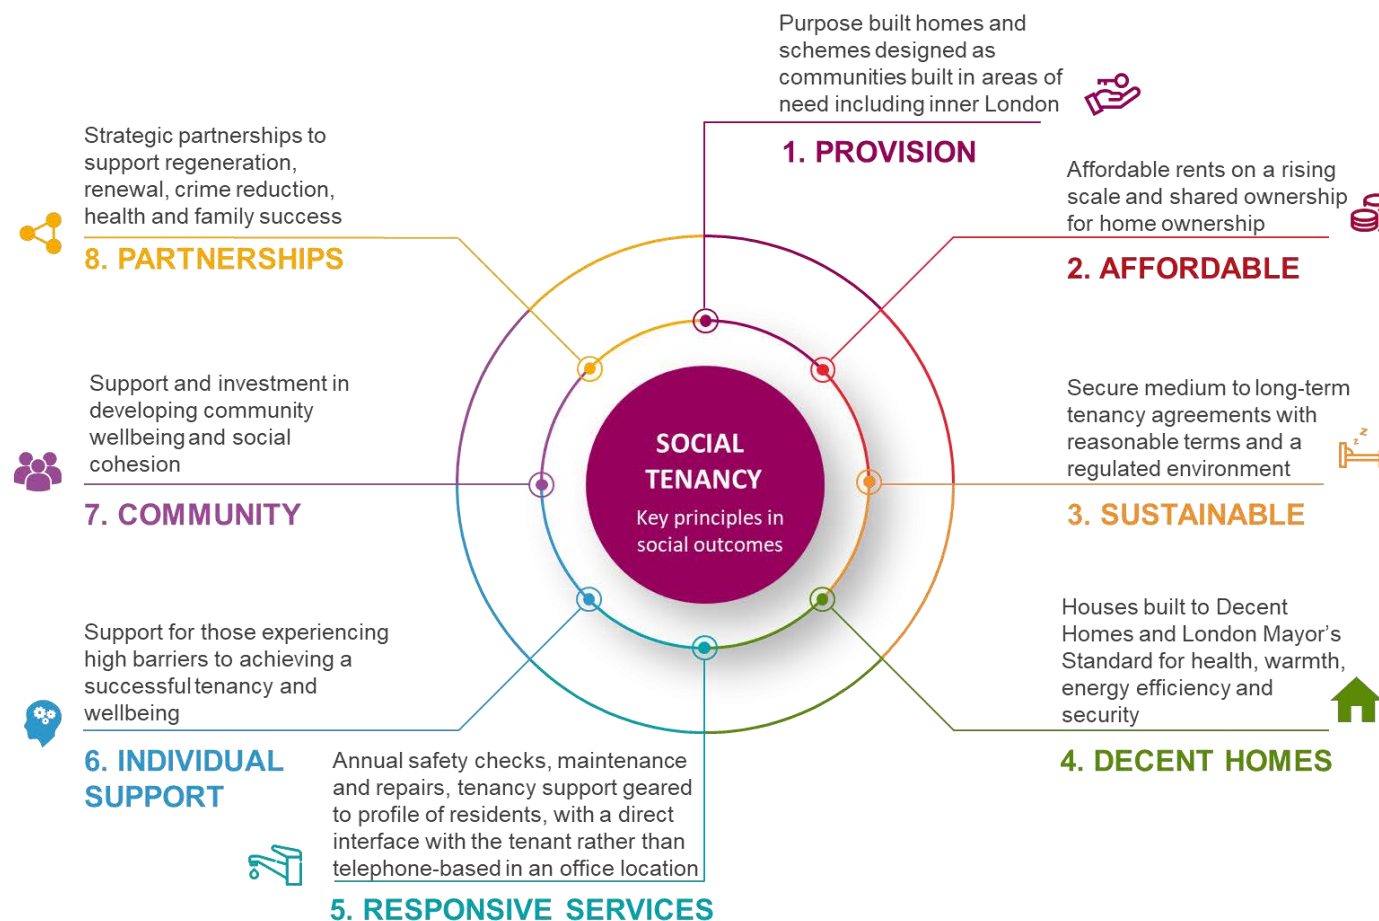 Purpose built homes and
schemes designed as
communities built in areas of
need including inner London
1. PROVISION
Affordable rents on a rising
scale and shared ownership
for home ownership
2. AFFORDABLE
Secure medium to long-term
tenancy agreements with
reasonable terms and a
regulated environment
3. SUSTAINABLE
Houses built to Decent
Homes and London Mayor's
Standard for health, warmth,
energy efficiency and
security
4. DECENT HOMES
Annual safety checks, maintenance
and repairs, tenancy support geared
to profile of residents, with a direct
interface with the tenant rather than
telephone-based in an office location
5. RESPONSIVE SERVICES
Support for those experiencing
high barriers to achieving a
successful tenancy and
wellbeing
6. INDIVIDUAL
SUPPORT
Support and investment in
developing community
wellbeing and social
cohesion
7. COMMUNITY
Strategic partnerships to
support regeneration,
renewal, crime reduction,
health and family success
8. PARTNERSHIPS
SOCIAL
TENANCY
Key principles in
social outcomes
z
z
z